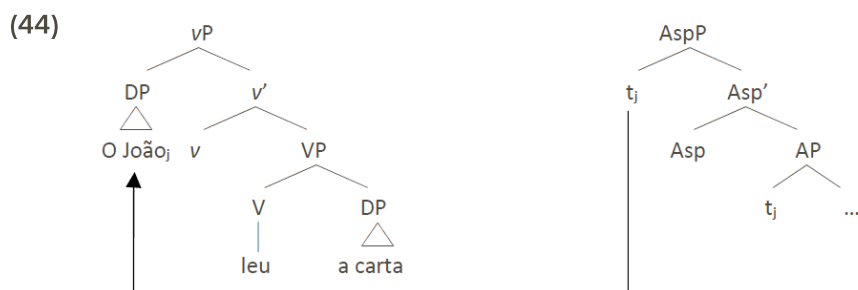 (44)
vP AspP
DP v' tⱼ Asp’
O Joãoⱼ v VP Asp AP
V DP tⱼ ...
leu a carta